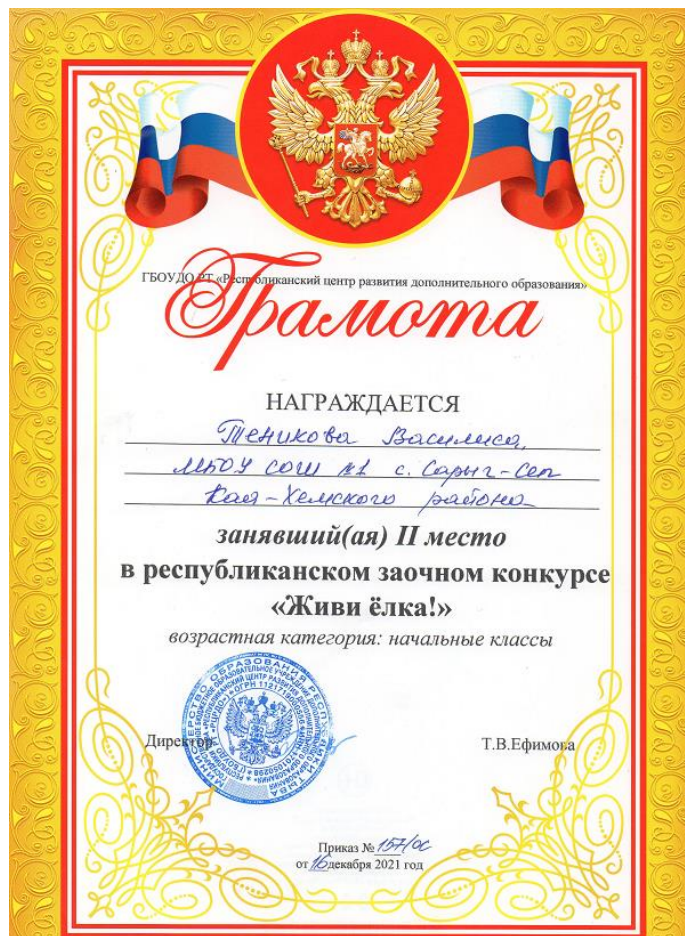 ГБОУДО РТ «Республиканский центр развития дополнительного образования»
Грамота
НАГРАЖДАЕТСЯ
Теникова Василиса,
МБОУ СОШ №1 с. Сарыг-Сеп
Каа-Хемского района
занявший(ая) II место
в республиканском заочном конкурсе
«Живи ёлка!»
возрастная категория: начальные классы
Директор
Т.В.Ефимова
Приказ № 157/ОС
от 16 декабря 2021 год